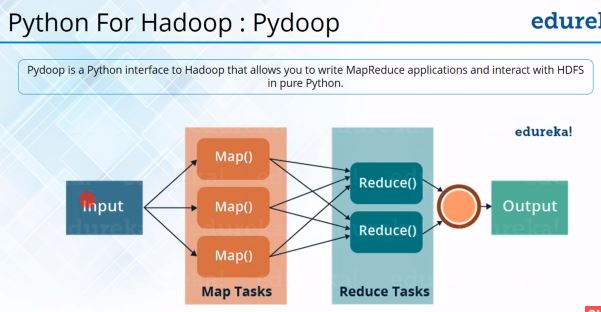 Python For Hadoop : Pydoop
Pydoop is a Python interface to Hadoop that allows you to write MapReduce applications and interact with HDFS
in pure Python.
edureka!
Map()
Input
Map()
Map()
Map Tasks
Reduce()
Reduce()
Reduce Tasks
Output